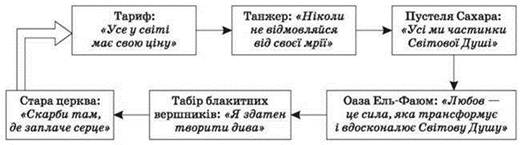 Тариф: «Усе у світі
має свою ціну»
Танжер: «Ніколи
не відмовляйся
від своєї мрії»
Пустеля Сахара:
«Усі ми частинки
Світової Душі»
Оаза Ель-Фаюм: «Любов —
це сила, яка трансформує
і вдосконалює Світову Душу»
Табір блакитних
вершників: «Я здатен
творити дива»
Стара церква:
«Скарби там,
де заплаче серце»